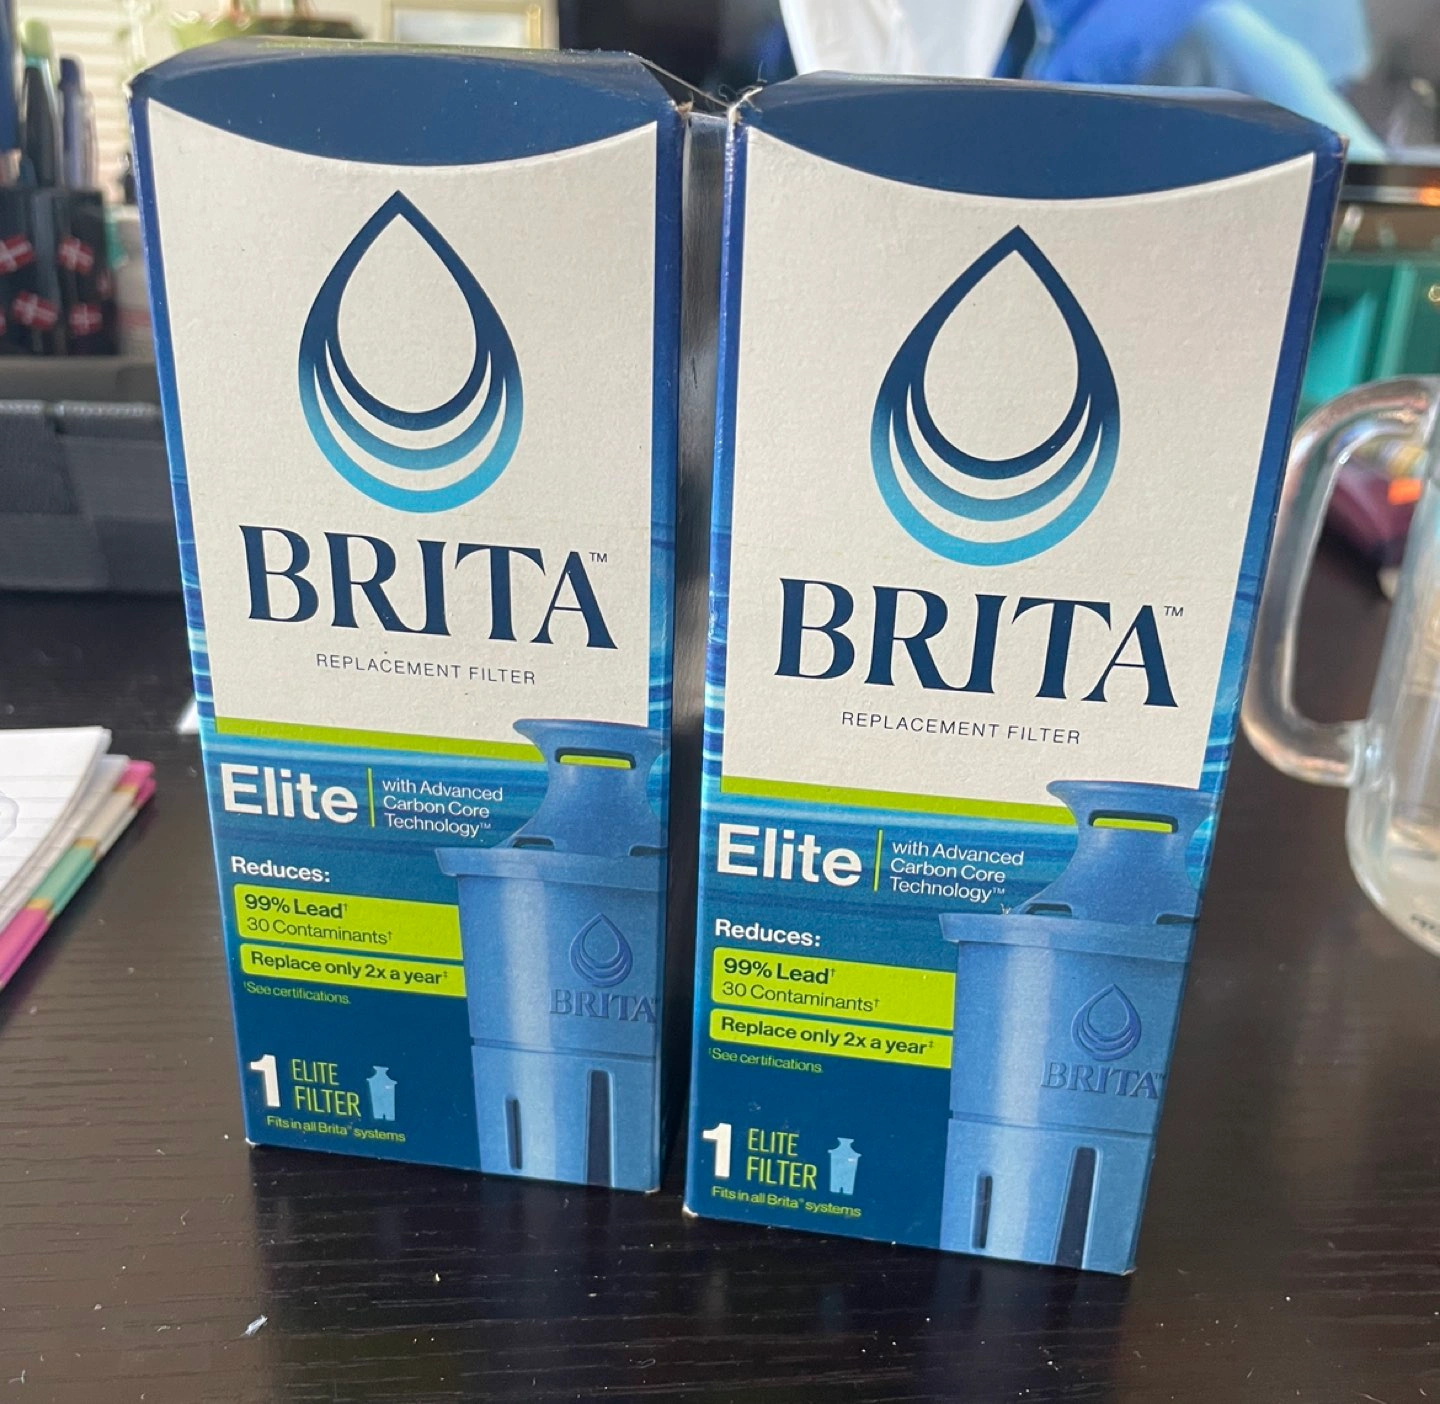 BRITA™
REPLACEMENT FILTER
Elite
with Advanced
Carbon Core
Technology™
Reduces:
99% Lead†
30 Contaminants†
Replace only 2x a year‡
†See certifications.
BRITA
1 ELITE
FILTER
Fits in all Brita® systems
BRITA™
REPLACEMENT FILTER
Elite
with Advanced
Carbon Core
Technology™
Reduces:
99% Lead†
30 Contaminants†
Replace only 2x a year‡
†See certifications.
BRITA™
1 ELITE
FILTER
Fits in all Brita® systems